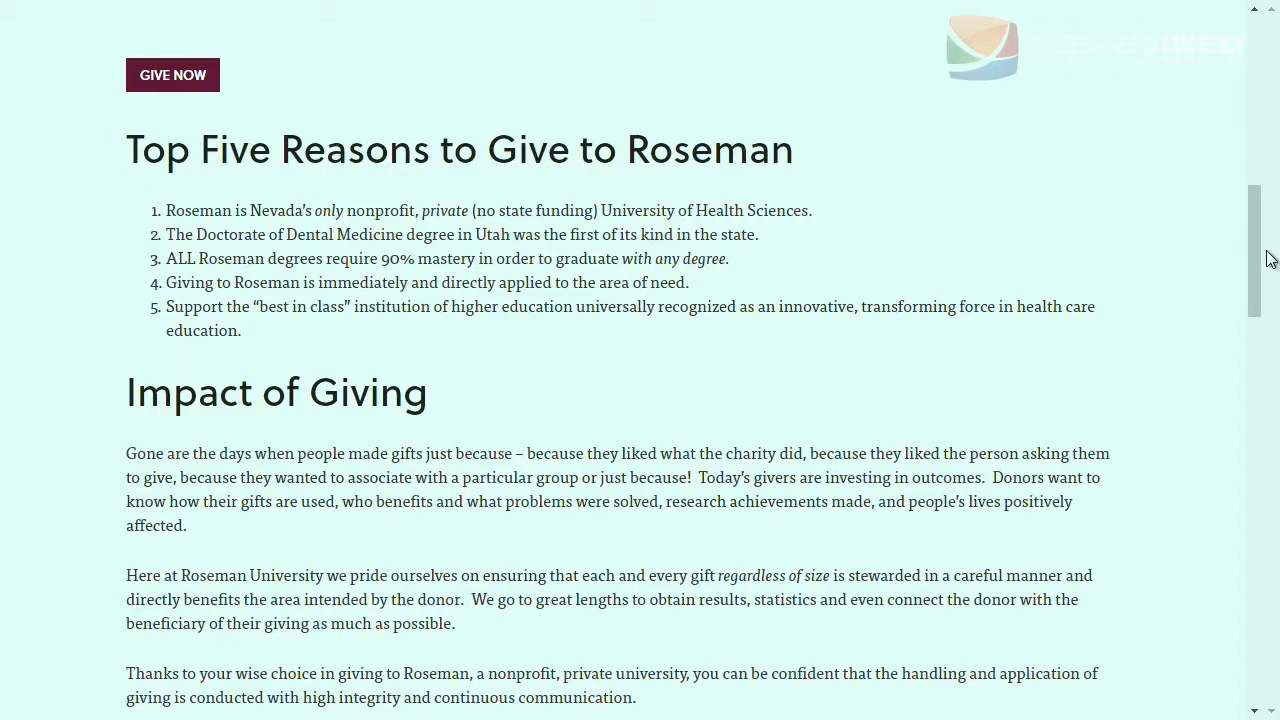 GIVE NOW
Top Five Reasons to Give to Roseman
1. Roseman is Nevada's only nonprofit, private (no state funding) University of Health Sciences.
2. The Doctorate of Dental Medicine degree in Utah was the first of its kind in the state.
3. ALL Roseman degrees require 90% mastery in order to graduate with any degree.
4. Giving to Roseman is immediately and directly applied to the area of need.
5. Support the “best in class” institution of higher education universally recognized as an innovative, transforming force in health care
education.
Impact of Giving
Gone are the days when people made gifts just because – because they liked what the charity did, because they liked the person asking them
to give, because they wanted to associate with a particular group or just because!  Today's givers are investing in outcomes.  Donors want to
know how their gifts are used, who benefits and what problems were solved, research achievements made, and people's lives positively
affected.
Here at Roseman University we pride ourselves on ensuring that each and every gift regardless of size is stewarded in a careful manner and
directly benefits the area intended by the donor.  We go to great lengths to obtain results, statistics and even connect the donor with the
beneficiary of their giving as much as possible.
Thanks to your wise choice in giving to Roseman, a nonprofit, private university, you can be confident that the handling and application of
giving is conducted with high integrity and continuous communication.